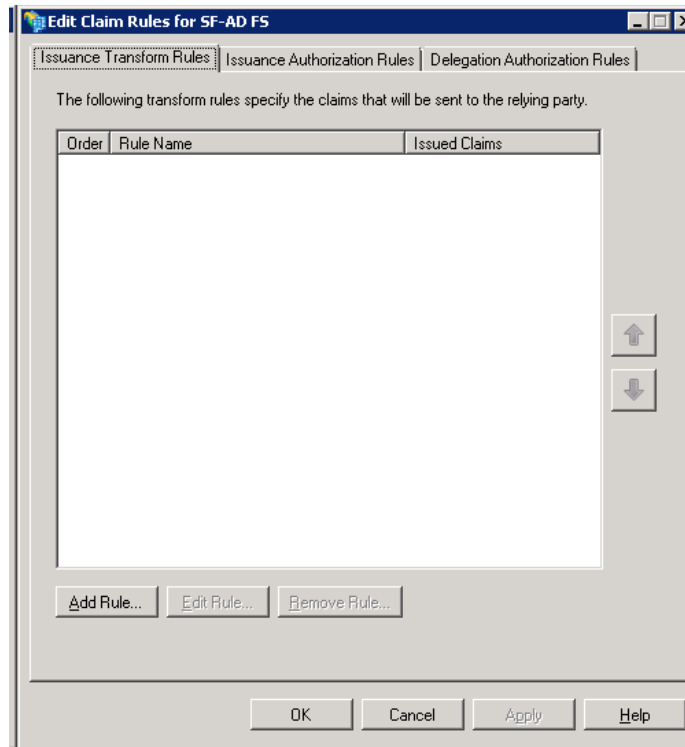 Edit Claim Rules for SF-AD FS
Issuance Transform Rules Issuance Authorization Rules Delegation Authorization Rules
The following transform rules specify the claims that will be sent to the relying party.
Order Rule Name Issued Claims
Add Rule... Edit Rule... Remove Rule...
OK Cancel Apply Help